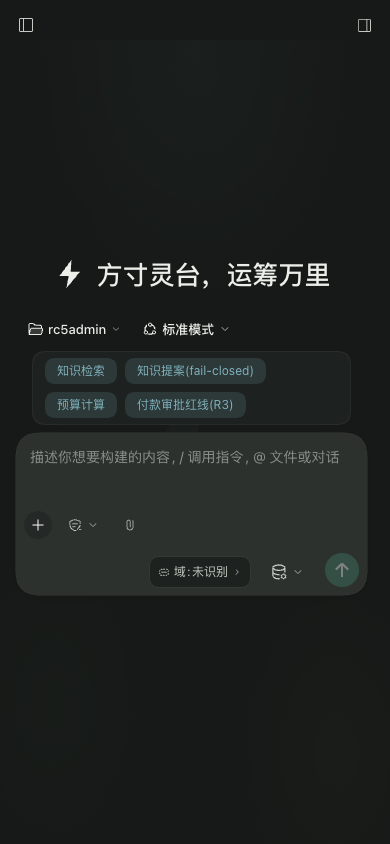 方寸灵台，运筹万里
rc5admin 标准模式
知识检索 知识提案(fail-closed)
预算计算 付款审批红线(R3)
描述你想要构建的内容, / 调用指令, @ 文件或对话
域:未识别 ›